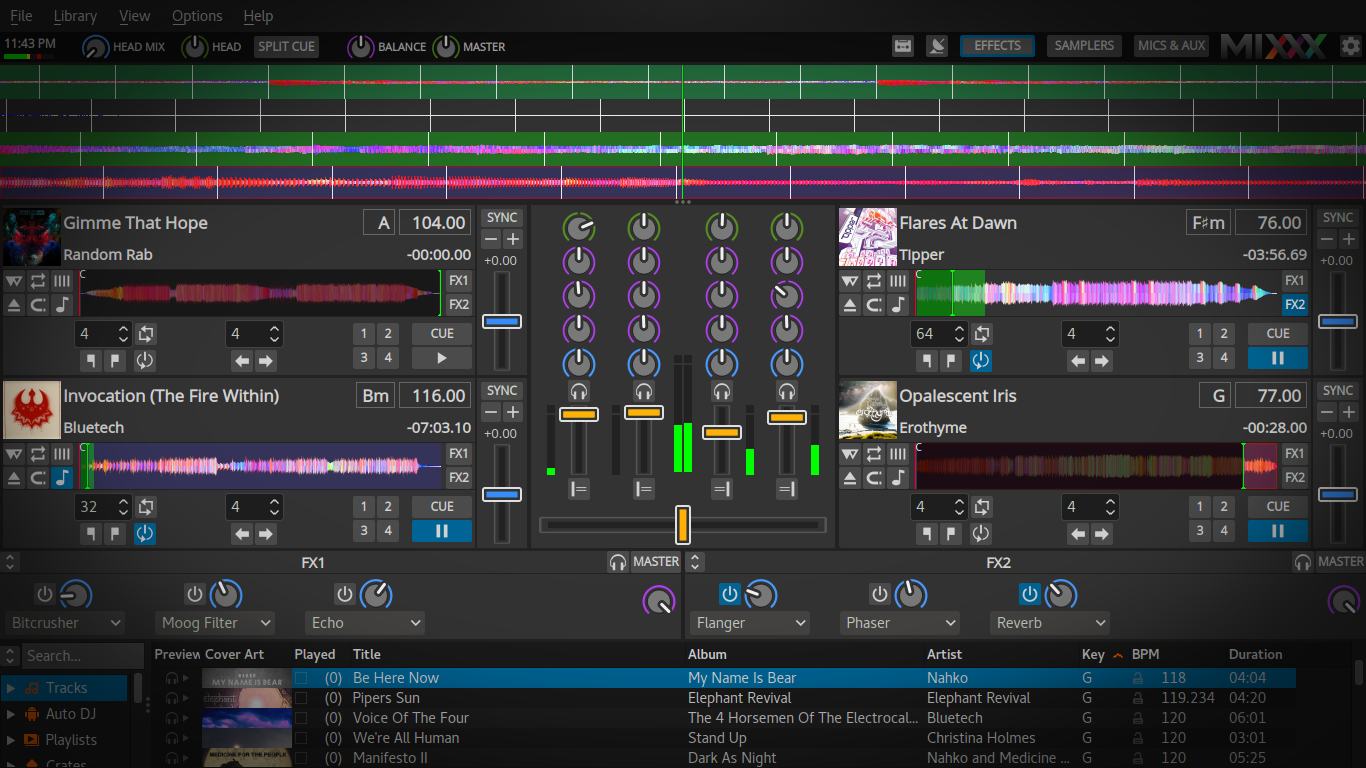 File Library View Options Help
11:43 PM HEAD MIX HEAD SPLIT CUE BALANCE MASTER EFFECTS SAMPLERS MICS & AUX MIXXX
Gimme That Hope A 104.00 SYNC
Random Rab -00:00.00 +0.00
C FX1
FX2
4 4 1 2 CUE
3 4
Invocation (The Fire Within) Bm 116.00 SYNC
Bluetech -07:03.10 +0.00
C FX1
FX2
32 4 1 2 CUE
3 4
Flares At Dawn F♯m 76.00 SYNC
Tipper -03:56.69 +0.00
C FX1
FX2
64 4 1 2 CUE
3 4
Opalescent Iris G 77.00 SYNC
Erothyme -00:28.00 +0.00
C FX1
FX2
4 4 1 2 CUE
3 4
FX1 MASTER
Bitcrusher Moog Filter Echo
FX2 MASTER
Flanger Phaser Reverb
Search...
Tracks
Auto DJ
Playlists
Crates
Preview Cover Art Played Title Album Artist Key BPM Duration
MY NAME IS BEAR (0) Be Here Now My Name Is Bear Nahko G 118 04:04
(0) Pipers Sun Elephant Revival Elephant Revival G 119.234 04:20
(0) Voice Of The Four The 4 Horsemen Of The Electrocal... Bluetech G 120 06:01
(0) We're All Human Stand Up Christina Holmes G 120 03:01
MEDICINE FOR THE PEOPLE (0) Manifesto II Dark As Night Nahko and Medicine ... G 120 05:25